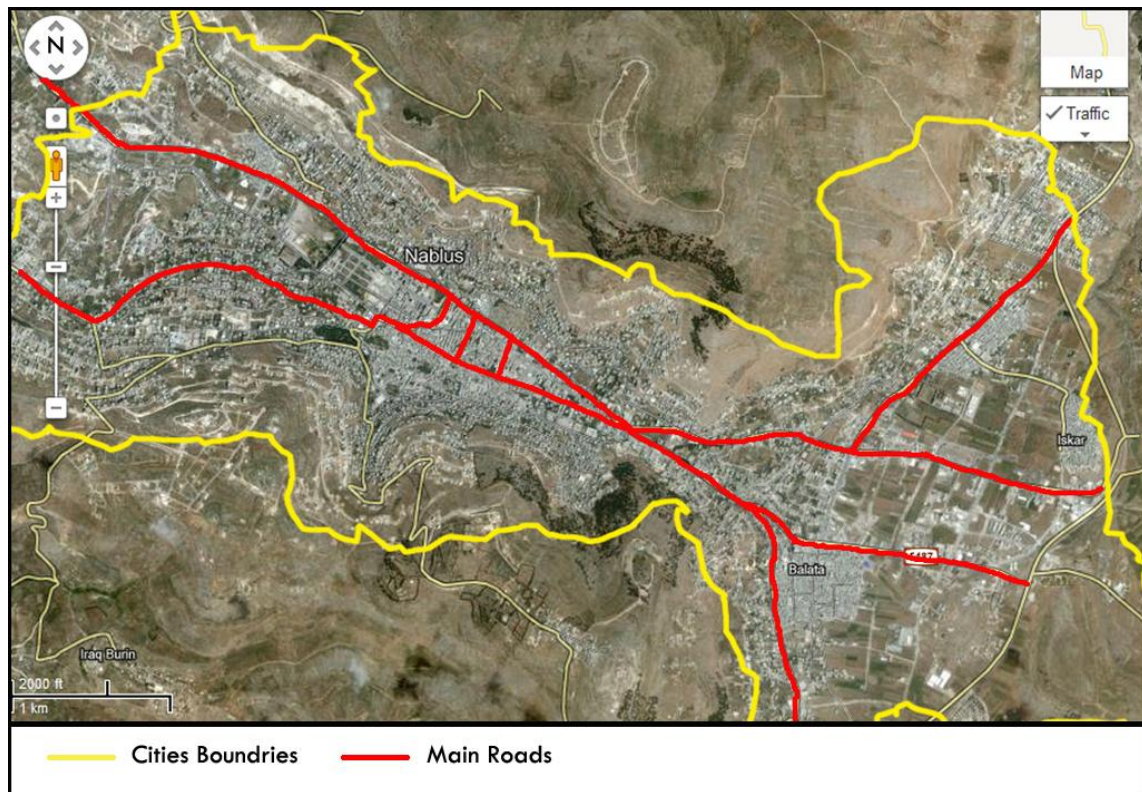 N
Map
Traffic
Nablus
Iskar
5487
Balata
Iraq Burin
2000 ft
1 km
Cities Boundries
Main Roads